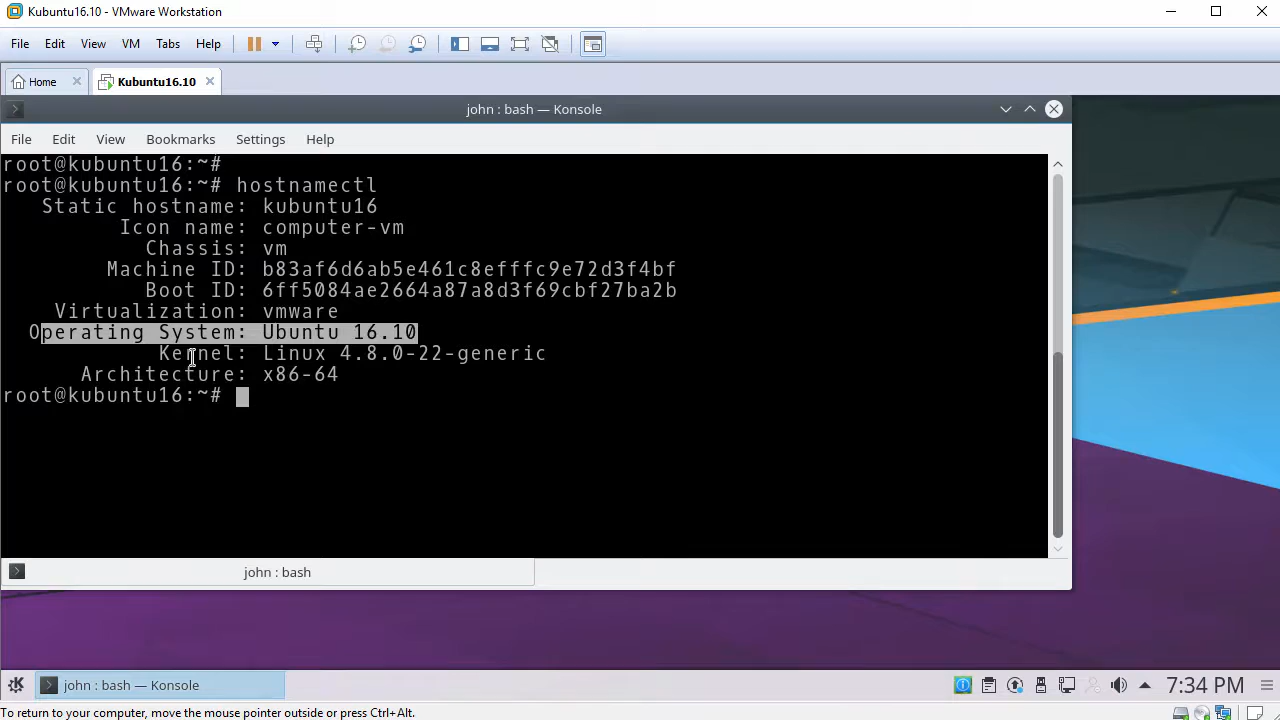 Kubuntu16.10 - VMware Workstation
File Edit View VM Tabs Help
Home Kubuntu16.10
john : bash — Konsole
File Edit View Bookmarks Settings Help
root@kubuntu16:~#
root@kubuntu16:~# hostnamectl
Static hostname: kubuntu16
Icon name: computer-vm
Chassis: vm
Machine ID: b83af6d6ab5e461c8efffc9e72d3f4bf
Boot ID: 6ff5084ae2664a87a8d3f69cbf27ba2b
Virtualization: vmware
Operating System: Ubuntu 16.10
Kernel: Linux 4.8.0-22-generic
Architecture: x86-64
root@kubuntu16:~#
john : bash
john : bash — Konsole 7:34 PM
To return to your computer, move the mouse pointer outside or press Ctrl+Alt.